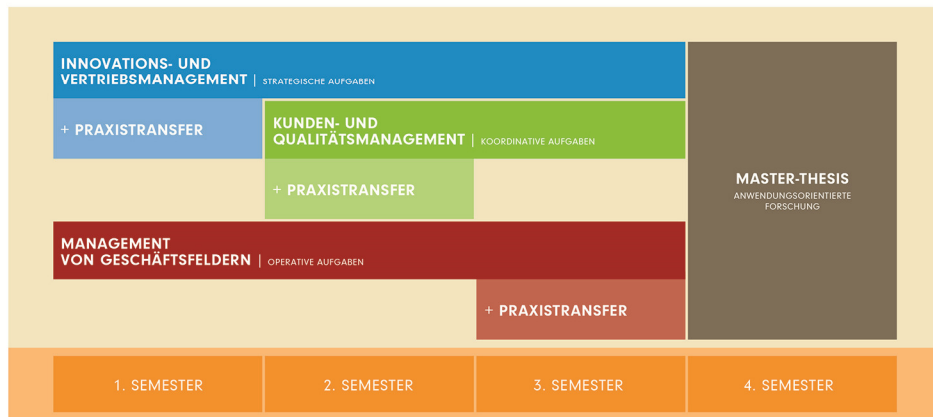 INNOVATIONS- UND
VERTRIEBSMANAGEMENT | STRATEGISCHE AUFGABEN
+ PRAXISTRANSFER
KUNDEN- UND
QUALITÄTSMANAGEMENT | KOORDINATIVE AUFGABEN
+ PRAXISTRANSFER
MANAGEMENT
VON GESCHÄFTSFELDERN | OPERATIVE AUFGABEN
+ PRAXISTRANSFER
MASTER-THESIS
ANWENDUNGSORIENTIERTE
FORSCHUNG
1. SEMESTER
2. SEMESTER
3. SEMESTER
4. SEMESTER